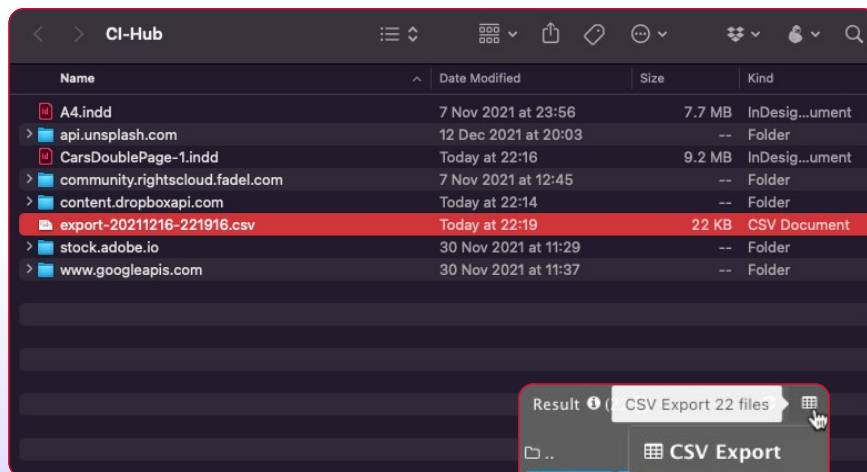 CI-Hub
Name Date Modified Size Kind
A4.indd 7 Nov 2021 at 23:56 7.7 MB InDesig...ument
api.unsplash.com 12 Dec 2021 at 20:03 -- Folder
CarsDoublePage-1.indd Today at 22:16 9.2 MB InDesig...ument
community.rightscloud.fadel.com 7 Nov 2021 at 12:45 -- Folder
content.dropboxapi.com Today at 22:14 -- Folder
export-20211216-221916.csv Today at 22:19 22 KB CSV Document
stock.adobe.io 30 Nov 2021 at 11:29 -- Folder
www.googleapis.com 30 Nov 2021 at 11:37 -- Folder
Result CSV Export 22 files
..
CSV Export